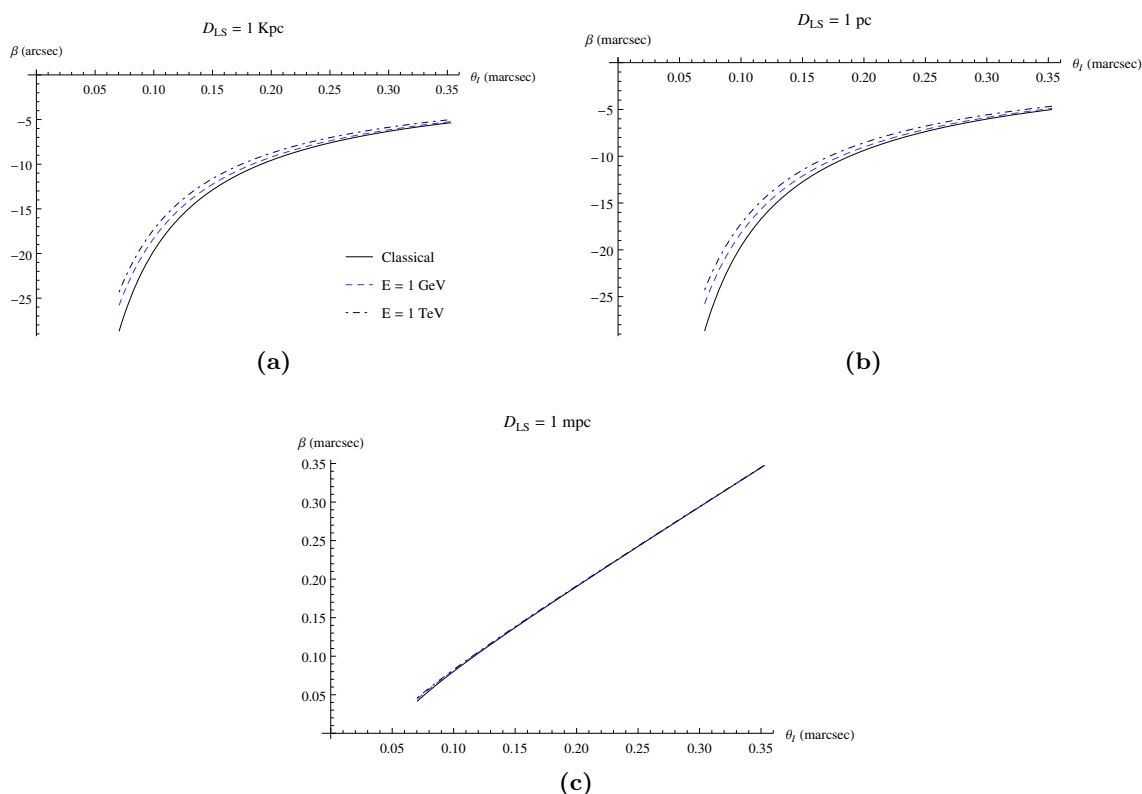 D_LS = 1 Kpc
β (arcsec)
θ_I (marcsec)
0.05 0.10 0.15 0.20 0.25 0.30 0.35
−5
−10
−15
−20
−25
Classical
E = 1 GeV
E = 1 TeV
(a)
D_LS = 1 pc
β (marcsec)
θ_I (marcsec)
0.05 0.10 0.15 0.20 0.25 0.30 0.35
−5
−10
−15
−20
−25
(b)
D_LS = 1 mpc
β (marcsec)
0.35
0.30
0.25
0.20
0.15
0.10
0.05
θ_I (marcsec)
0.05 0.10 0.15 0.20 0.25 0.30 0.35
(c)